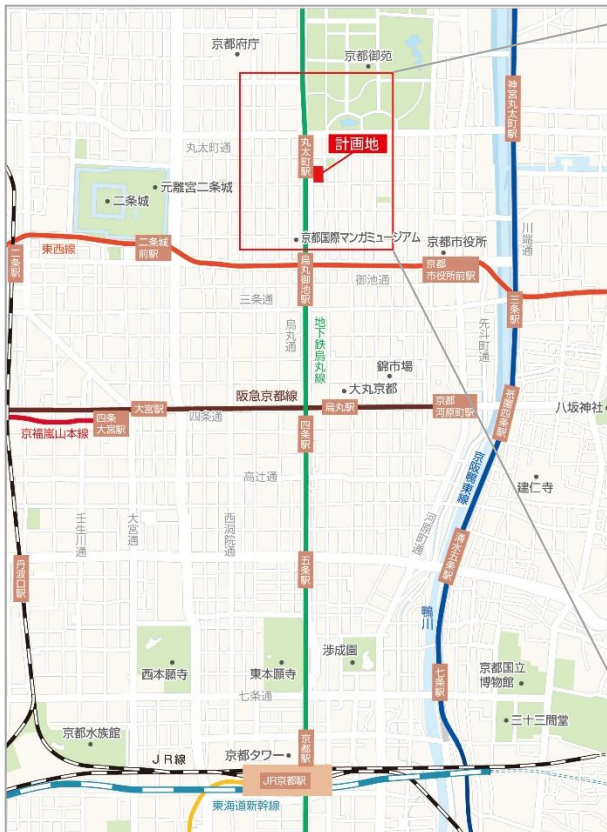 京都府庁
京都御苑
神宮丸太町駅
丸太町通
丸太町駅
計画地
元離宮二条城
二条城
京都国際マンガミュージアム
京都市役所
川端通
東西線
二条駅
二条城
前駅
烏丸御池駅
御池通
京都
市役所前駅
三条通
三条駅
烏丸通
地下鉄烏丸線
先斗町通
錦市場
大丸京都
阪急京都線
大宮駅
烏丸駅
京都
河原町駅
祇園四条駅
八坂神社
四条
大宮駅
四条通
四条駅
京福嵐山本線
京阪鴨東線
高辻通
建仁寺
壬生川通
大宮通
西洞院通
河原町通
丹波口駅
五条駅
清水五条駅
鴨川
西本願寺
東本願寺
渉成園
七条駅
京都国立
博物館
七条通
三十三間堂
京都水族館
JR線
京都タワー
京都駅
JR京都駅
東海道新幹線